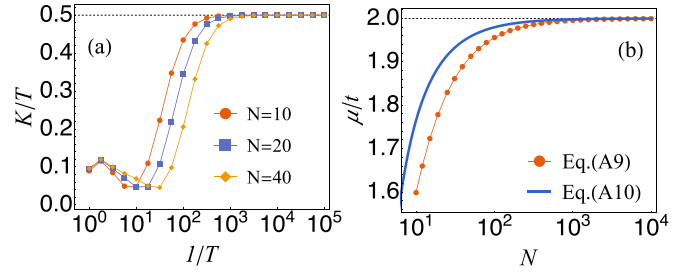 (a)
K/T
0.5
0.4
0.3
0.2
0.1
0.0
N=10
N=20
N=40
10^0 10^1 10^2 10^3 10^4 10^5
1/T
(b)
μ/t
2.0
1.9
1.8
1.7
1.6
Eq.(A9)
Eq.(A10)
10^1 10^2 10^3 10^4
N